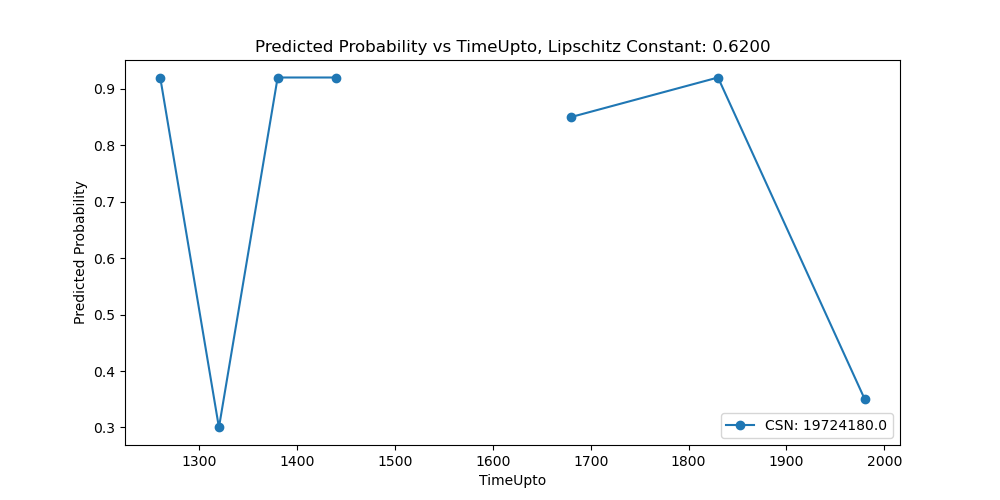 Predicted Probability vs TimeUpto, Lipschitz Constant: 0.6200
Predicted Probability
0.9
0.8
0.7
0.6
0.5
0.4
0.3
CSN: 19724180.0
1300 1400 1500 1600 1700 1800 1900 2000
TimeUpto